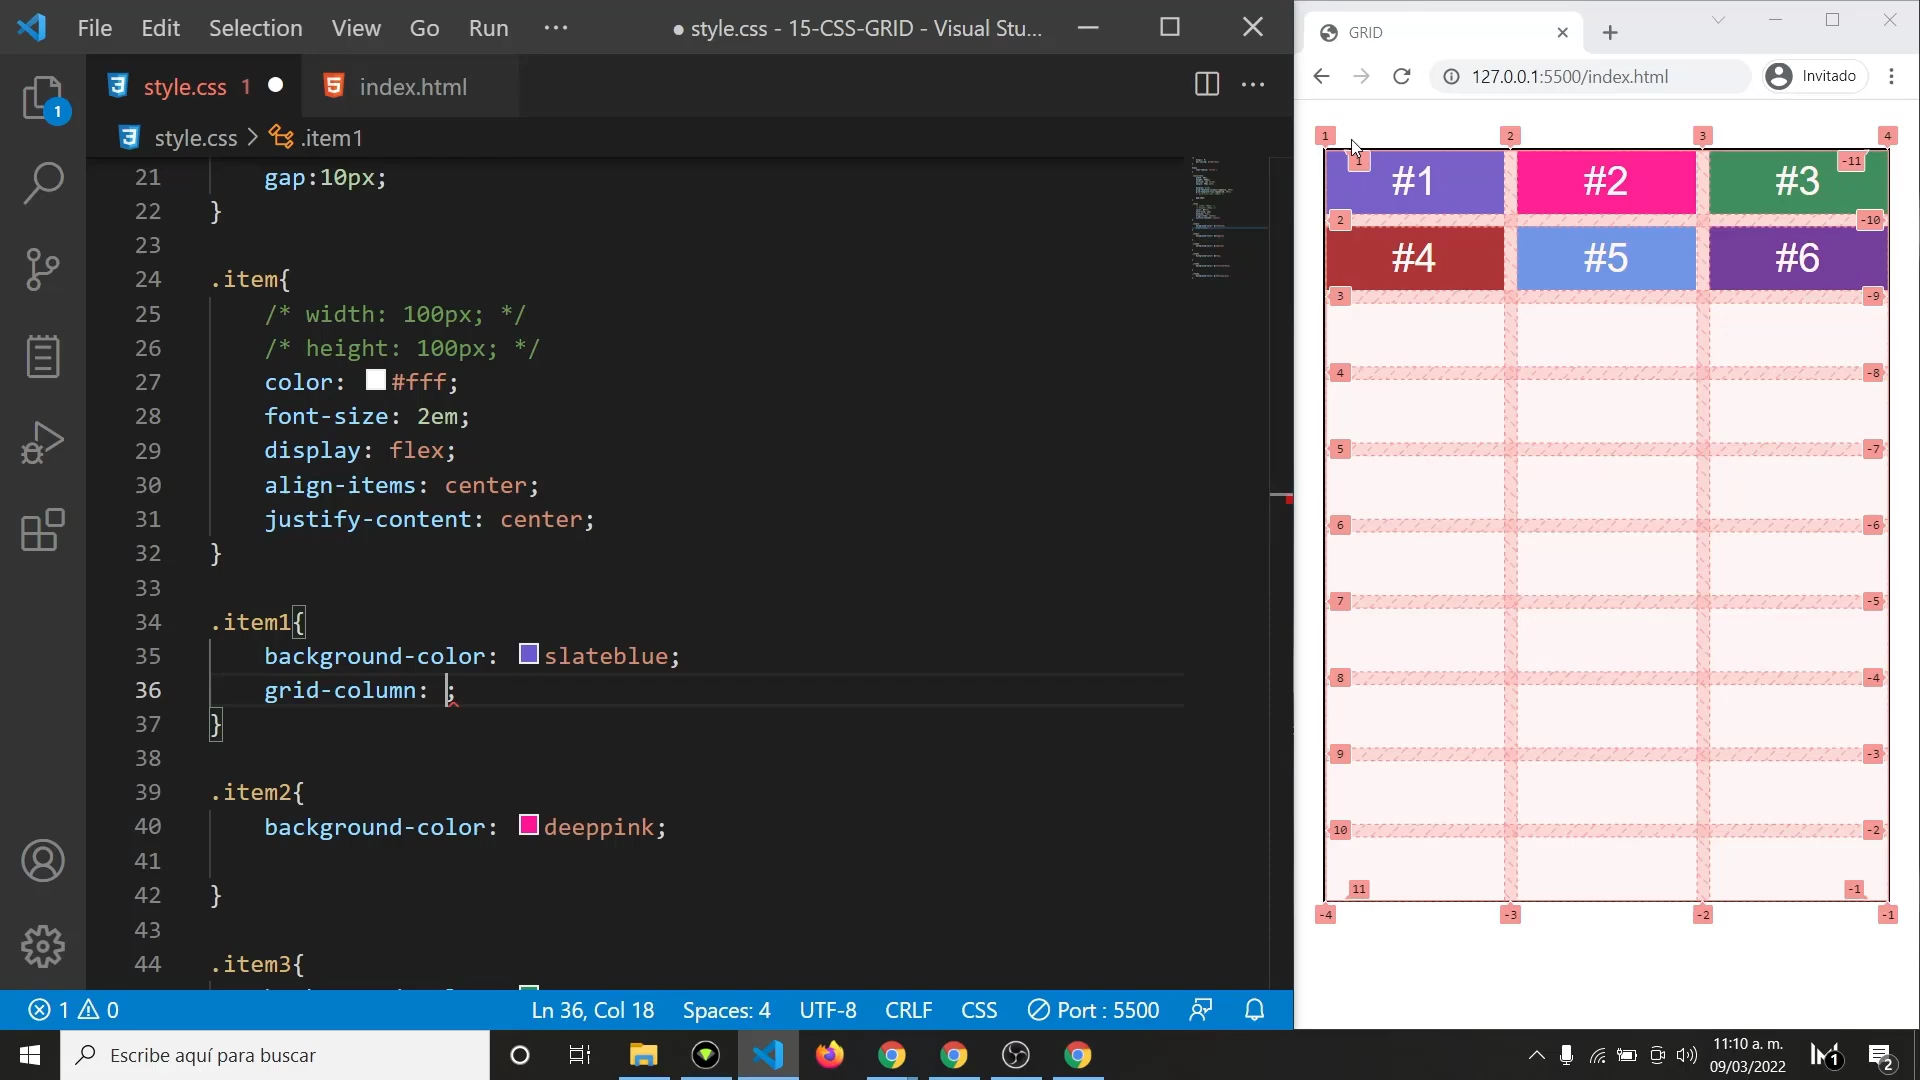 File Edit Selection View Go Run ··· ● style.css - 15-CSS-GRID - Visual Stu...
style.css 1 index.html
style.css > .item1
21 gap:10px;
22 }
23
24 .item{
25 /* width: 100px; */
26 /* height: 100px; */
27 color: #fff;
28 font-size: 2em;
29 display: flex;
30 align-items: center;
31 justify-content: center;
32 }
33
34 .item1{
35 background-color: slateblue;
36 grid-column: ;
37 }
38
39 .item2{
40 background-color: deeppink;
41
42 }
43
44 .item3{
1 0 Ln 36, Col 18 Spaces: 4 UTF-8 CRLF CSS Port : 5500
1
GRID
127.0.0.1:5500/index.html Invitado
1 2 3 4
1 #1 #2 #3 -11
2 -10
#4 #5 #6
3 -9
4 -8
5 -7
6 -6
7 -5
8 -4
9 -3
10 -2
11 -1
-4 -3 -2 -1
Escribe aquí para buscar
11:10 a. m.
09/03/2022
1 2